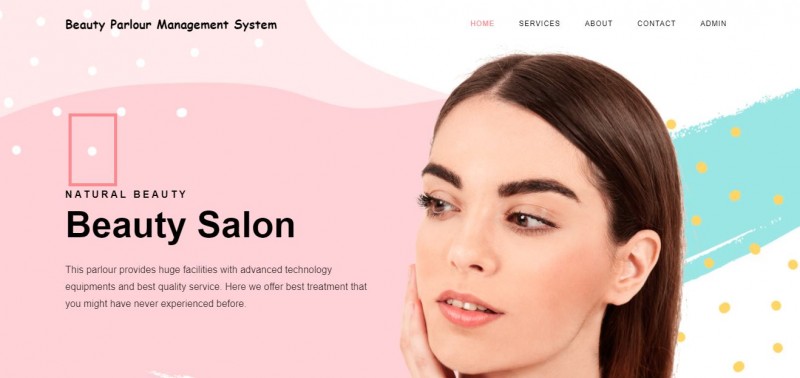 Beauty Parlour Management System
HOME SERVICES ABOUT CONTACT ADMIN
NATURAL BEAUTY
Beauty Salon
This parlour provides huge facilities with advanced technology
equipments and best quality service. Here we offer best treatment that
you might have never experienced before.